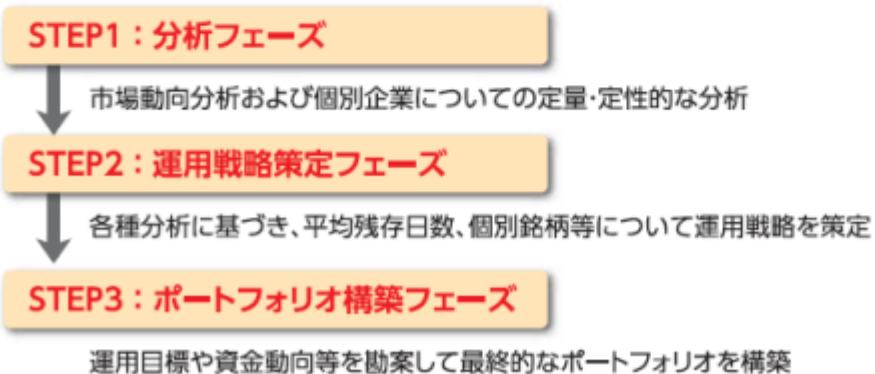 STEP1：分析フェーズ
市場動向分析および個別企業についての定量・定性的な分析
STEP2：運用戦略策定フェーズ
各種分析に基づき、平均残存日数、個別銘柄等について運用戦略を策定
STEP3：ポートフォリオ構築フェーズ
運用目標や資金動向等を勘案して最終的なポートフォリオを構築